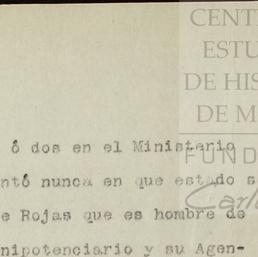 CENT
ESTU
DE HIS
DE M
FUND
Carl
ó dos en el Ministerio
ntó nunca en que estado s
e Rojas que es hombre de
nipotenciario y su Agen-